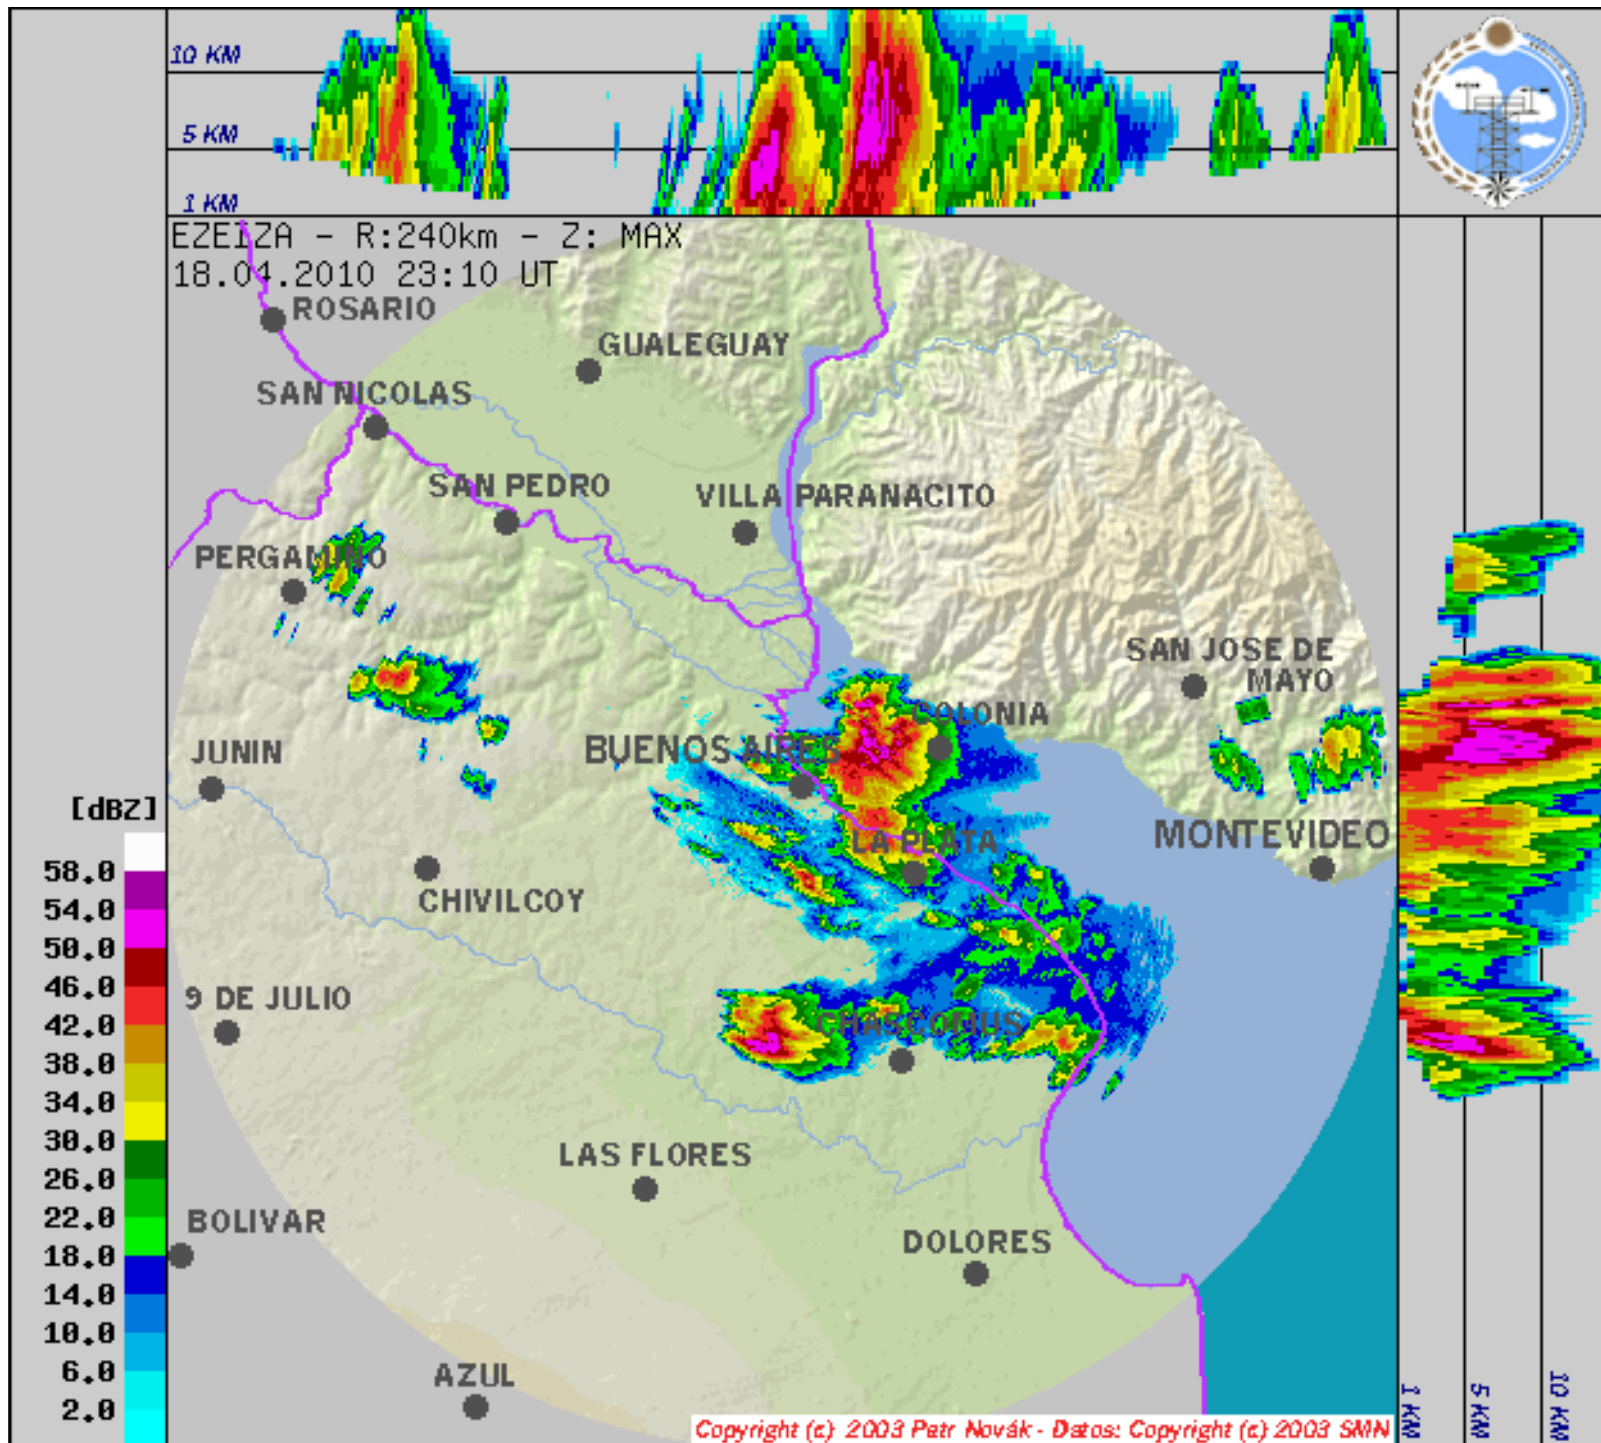 10 KM
5 KM
1 KM
EZEIZA - R:240km - Z: MAX
18.04.2010 23:10 UT
ROSARIO
GUALEGUAY
SAN NICOLAS
SAN PEDRO
VILLA PARANACITO
PERGAMINO
SAN JOSE DE
MAYO
COLONIA
JUNIN
BUENOS AIRES
[dBZ]
MONTEVIDEO
LA PLATA
58.0
CHIVILCOY
54.0
50.0
46.0
9 DE JULIO
42.0
CHASCOMUS
38.0
34.0
30.0
LAS FLORES
26.0
22.0
BOLIVAR
18.0
DOLORES
14.0
10.0
6.0
AZUL
2.0
1 KM
5 KM
10 KM
Copyright (c) 2003 Petr Novák - Datos: Copyright (c) 2003 SMN